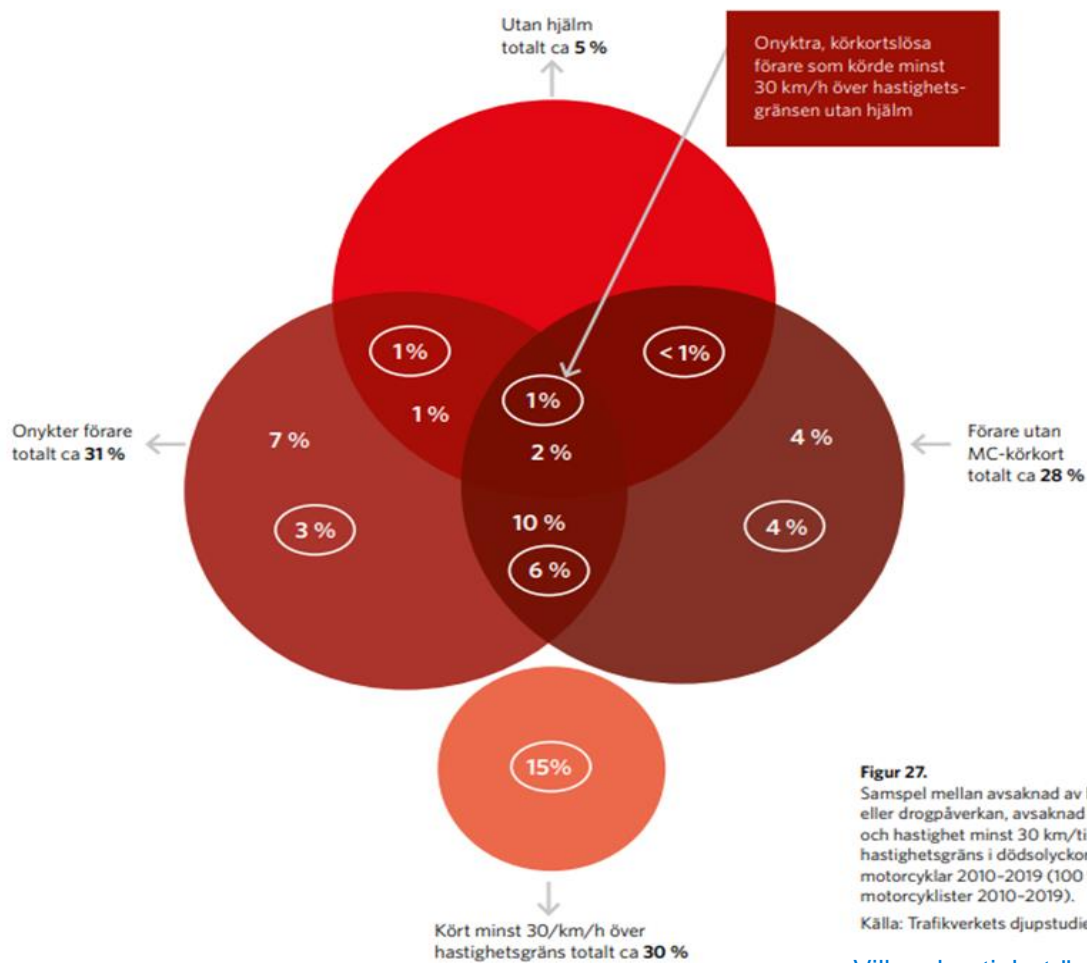 Utan hjälm
totalt ca 5 %
Onyktra, körkortslösa
förare som körde minst
30 km/h över hastighets-
gränsen utan hjälm
1%
< 1%
1%
1 %
Onykter förare
totalt ca 31 %
7 %
2 %
4 %
Förare utan
MC-körkort
totalt ca 28 %
3 %
10 %
4 %
6 %
15%
Kört minst 30/km/h över
hastighetsgräns totalt ca 30 %
Figur 27.
Samspel mellan avsaknad av
eller drogpåverkan, avsaknad
och hastighet minst 30 km/ti
hastighetsgräns i dödsolyckor
motorcyklar 2010–2019 (100
motorcyklister 2010–2019).
Källa: Trafikverkets djupstudie